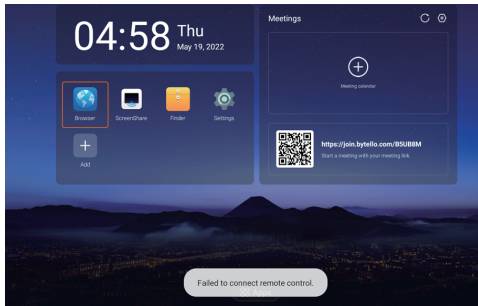 04:58
Thu
May 19, 2022
Browser
ScreenShare
Finder
Settings
Add
Meetings
Meeting calendar
https://join.bytello.com/B5UB8M
Start a meeting with your meeting link.
Failed to connect remote control.
Apps